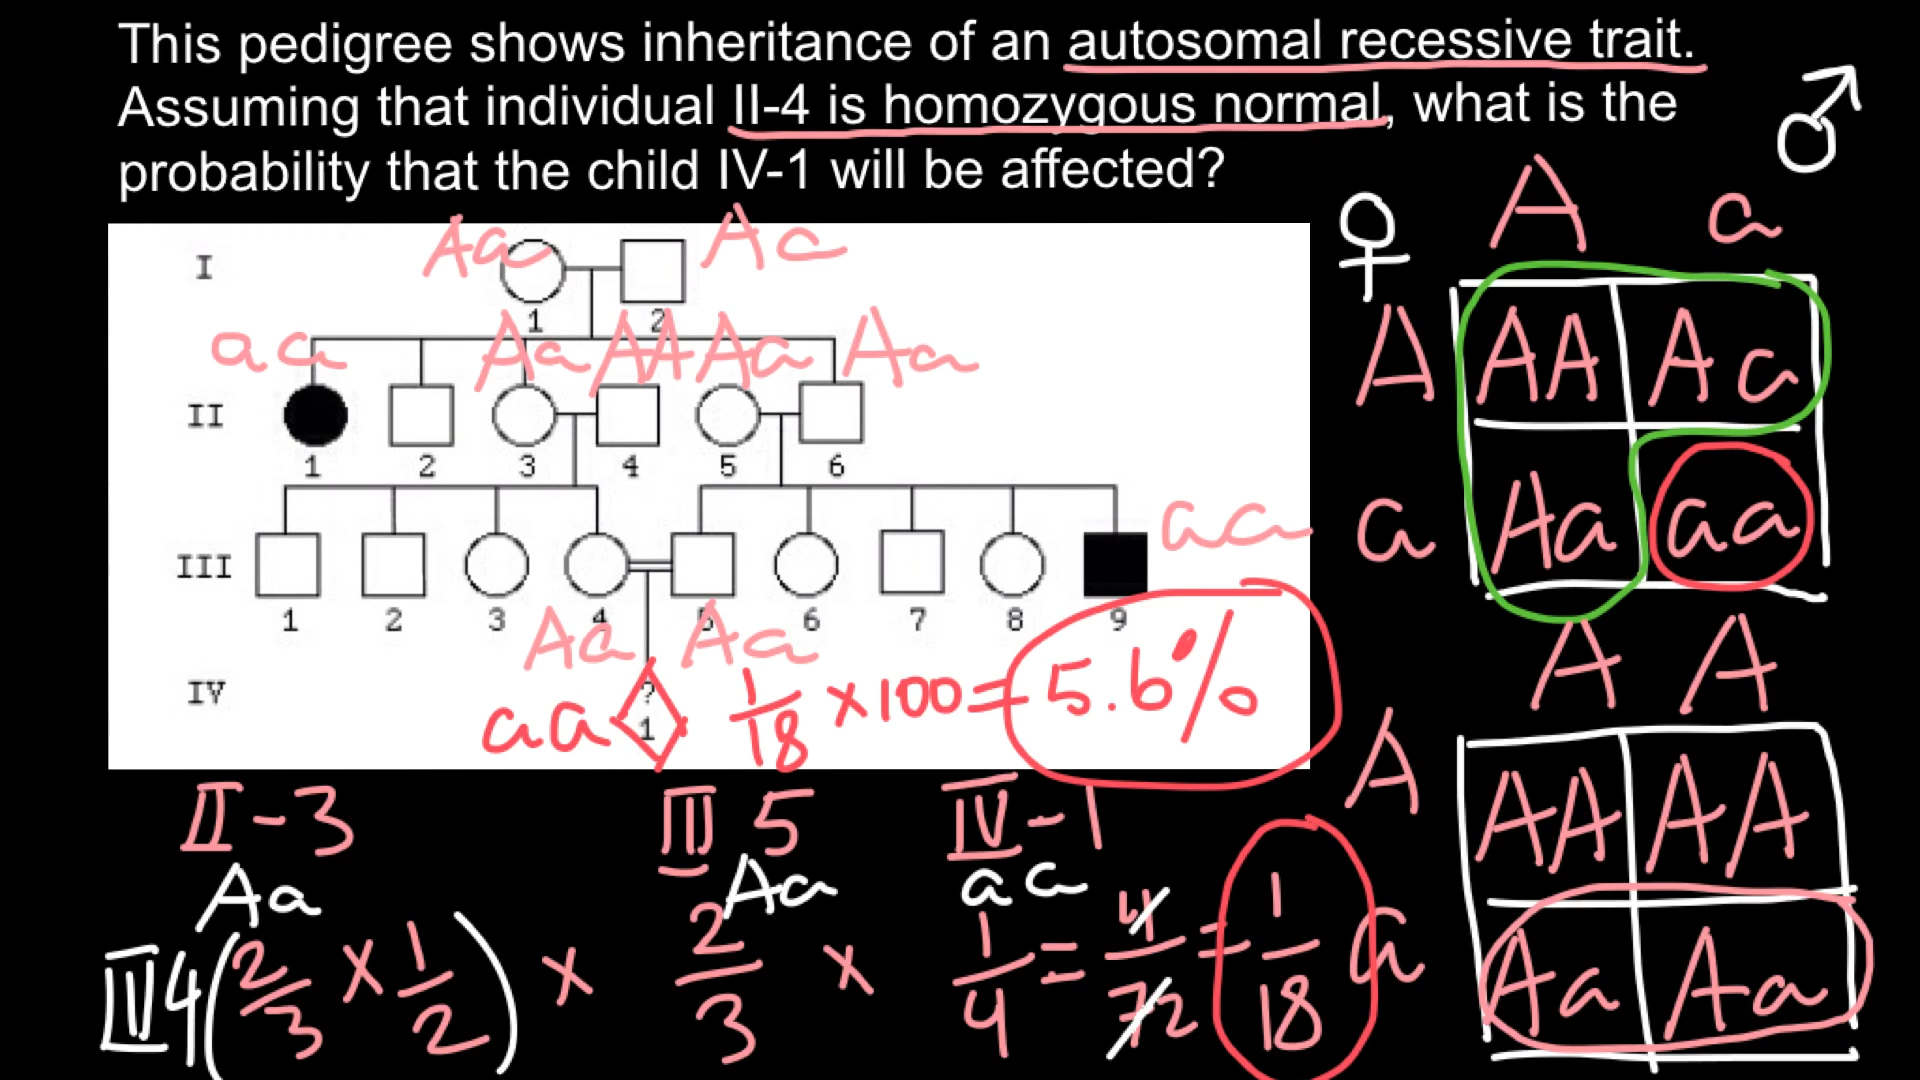 This pedigree shows inheritance of an autosomal recessive trait.
Assuming that individual II-4 is homozygous normal, what is the
probability that the child IV-1 will be affected?
♂
♀ A a
A AA Aa
a Aa aa
I Aa Aa
1 2
aa Aa AA Aa Aa
II
1 2 3 4 5 6
III aa
1 2 3 4 5 6 7 8 9
Aa Aa
IV aa ? 1 1/18 ×100= 5.6%
A A
A AA AA
a Aa Aa
II-3 III 5 IV-1
Aa Aa aa
III4 (2/3 × 1/2) × 2/3 × 1/4 = 4/72 = 1/18